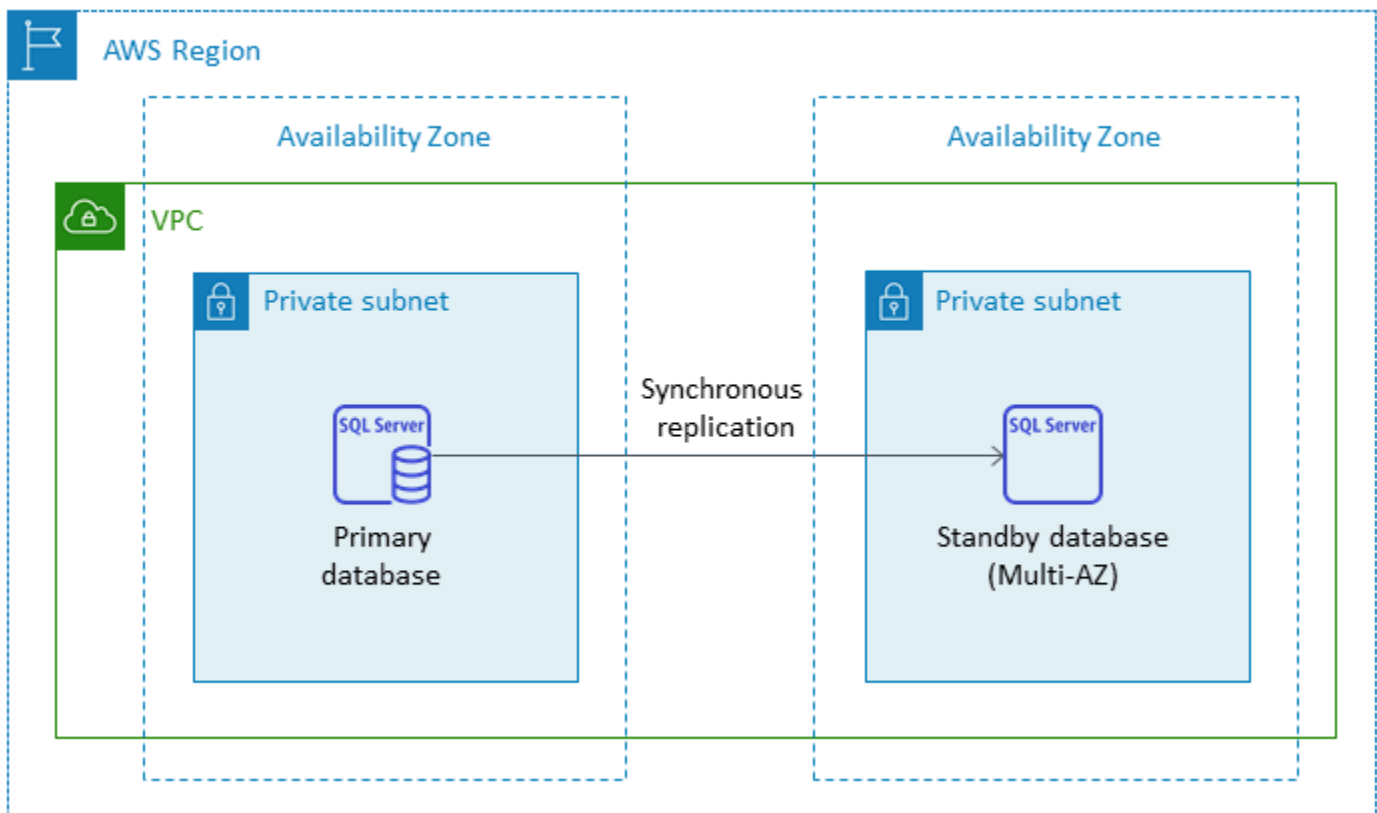 AWS Region
Availability Zone
Availability Zone
VPC
Private subnet
Private subnet
Synchronous
replication
SQL Server
SQL Server
Primary
database
Standby database
(Multi-AZ)